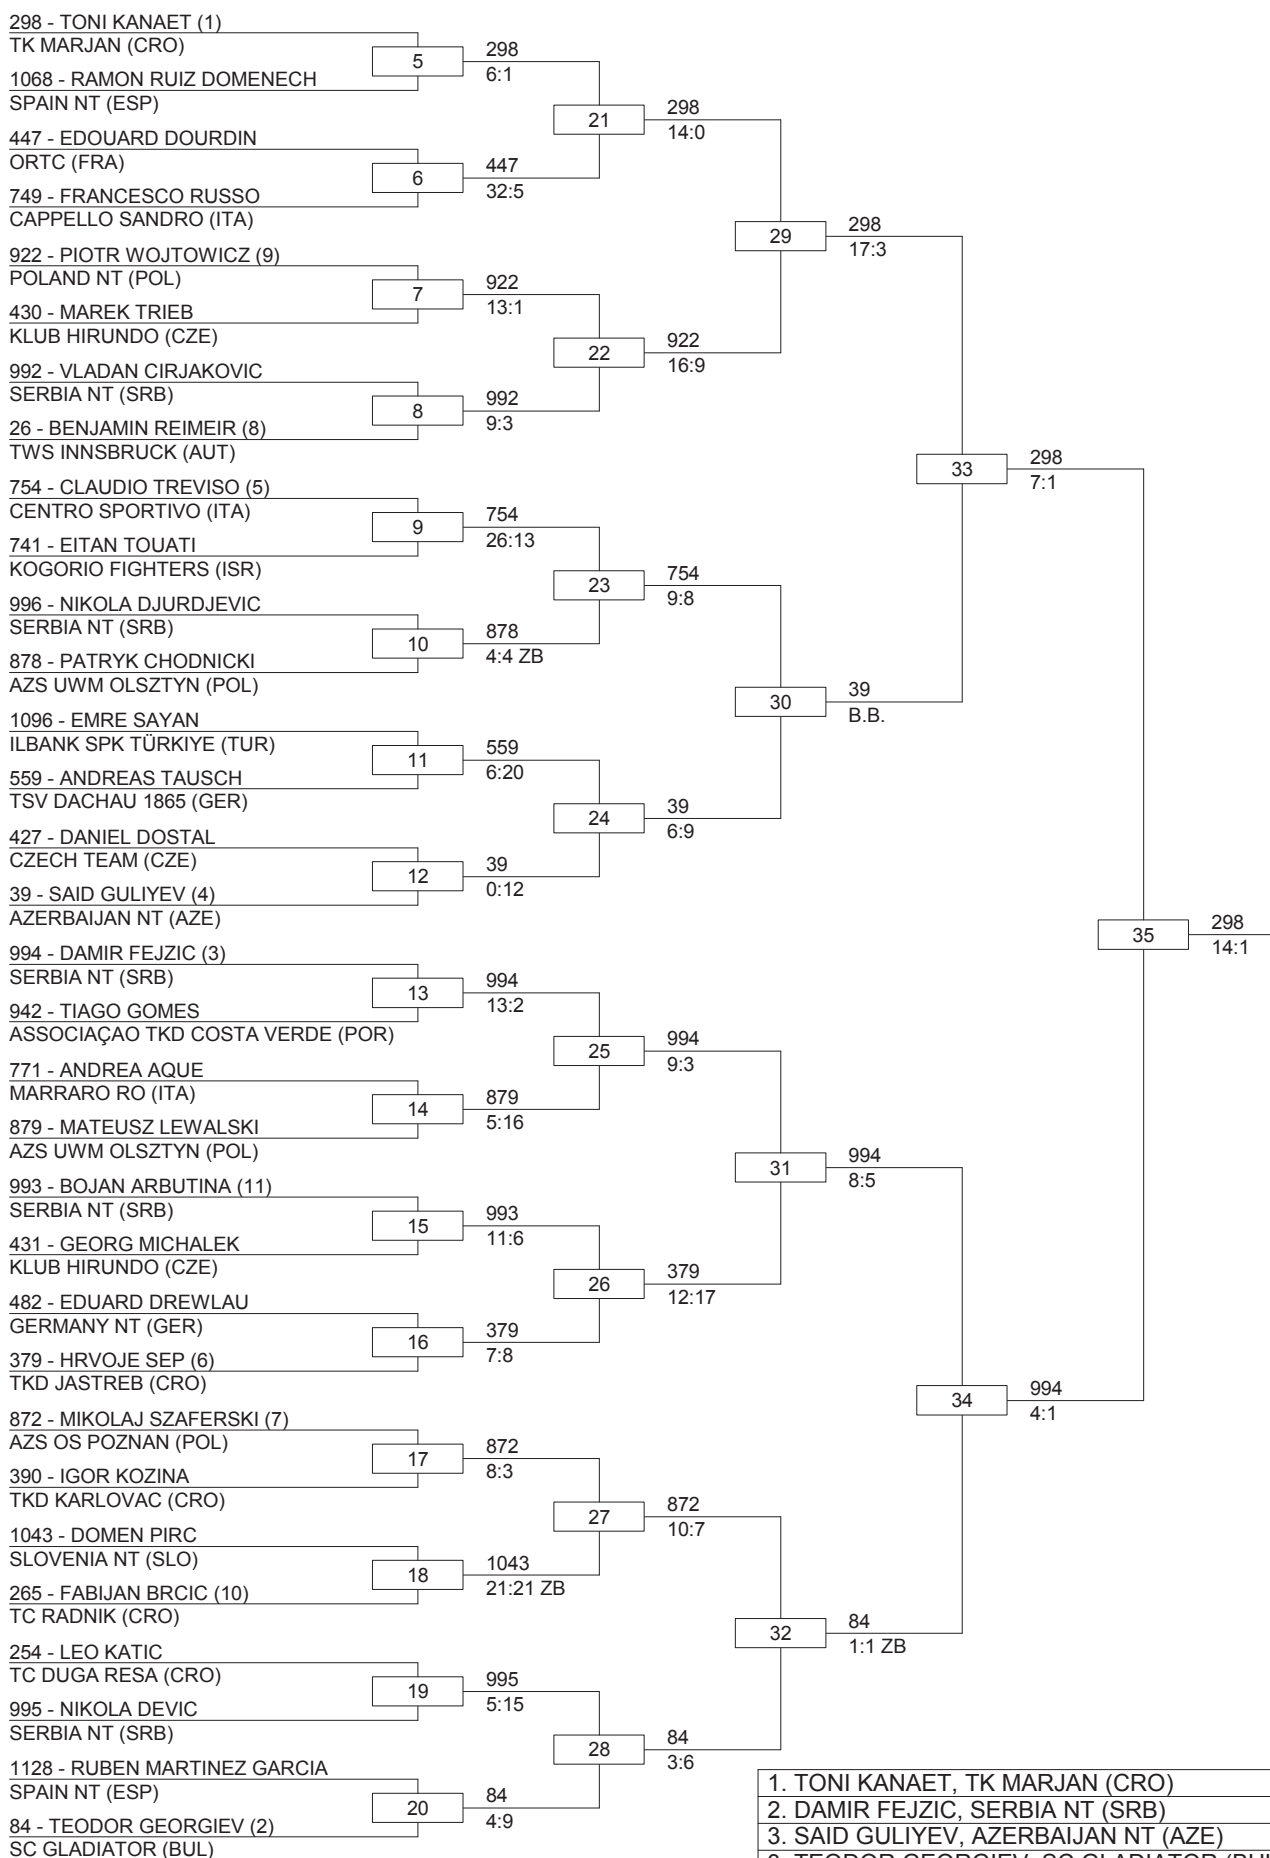 298 - TONI KANAET (1)
TK MARJAN (CRO)
5
298
6:1
1068 - RAMON RUIZ DOMENECH
SPAIN NT (ESP)
21
298
14:0
447 - EDOUARD DOURDIN
ORTC (FRA)
6
447
32:5
749 - FRANCESCO RUSSO
CAPPELLO SANDRO (ITA)
29
298
17:3
922 - PIOTR WOJTOWICZ (9)
POLAND NT (POL)
7
922
13:1
430 - MAREK TRIEB
KLUB HIRUNDO (CZE)
22
922
16:9
992 - VLADAN CIRJAKOVIC
SERBIA NT (SRB)
8
992
9:3
26 - BENJAMIN REIMEIR (8)
TWS INNSBRUCK (AUT)
33
298
7:1
754 - CLAUDIO TREVISO (5)
CENTRO SPORTIVO (ITA)
9
754
26:13
741 - EITAN TOUATI
KOGORIO FIGHTERS (ISR)
23
754
9:8
996 - NIKOLA DJURDJEVIC
SERBIA NT (SRB)
10
878
4:4 ZB
878 - PATRYK CHODNICKI
AZS UWM OLSZTYN (POL)
30
39
B.B.
1096 - EMRE SAYAN
ILBANK SPK TÜRKIYE (TUR)
11
559
6:20
559 - ANDREAS TAUSCH
TSV DACHAU 1865 (GER)
24
39
6:9
427 - DANIEL DOSTAL
CZECH TEAM (CZE)
12
39
0:12
39 - SAID GULIYEV (4)
AZERBAIJAN NT (AZE)
35
298
14:1
994 - DAMIR FEJZIC (3)
SERBIA NT (SRB)
13
994
13:2
942 - TIAGO GOMES
ASSOCIAÇAO TKD COSTA VERDE (POR)
25
994
9:3
771 - ANDREA AQUE
MARRARO RO (ITA)
14
879
5:16
879 - MATEUSZ LEWALSKI
AZS UWM OLSZTYN (POL)
31
994
8:5
993 - BOJAN ARBUTINA (11)
SERBIA NT (SRB)
15
993
11:6
431 - GEORG MICHALEK
KLUB HIRUNDO (CZE)
26
379
12:17
482 - EDUARD DREWLAU
GERMANY NT (GER)
16
379
7:8
379 - HRVOJE SEP (6)
TKD JASTREB (CRO)
34
994
4:1
872 - MIKOLAJ SZAFERSKI (7)
AZS OS POZNAN (POL)
17
872
8:3
390 - IGOR KOZINA
TKD KARLOVAC (CRO)
27
872
10:7
1043 - DOMEN PIRC
SLOVENIA NT (SLO)
18
1043
21:21 ZB
265 - FABIJAN BRCIC (10)
TC RADNIK (CRO)
32
84
1:1 ZB
254 - LEO KATIC
TC DUGA RESA (CRO)
19
995
5:15
995 - NIKOLA DEVIC
SERBIA NT (SRB)
28
84
3:6
1128 - RUBEN MARTINEZ GARCIA
SPAIN NT (ESP)
20
84
4:9
84 - TEODOR GEORGIEV (2)
SC GLADIATOR (BUL)
1. TONI KANAET, TK MARJAN (CRO)
2. DAMIR FEJZIC, SERBIA NT (SRB)
3. SAID GULIYEV, AZERBAIJAN NT (AZE)
3. TEODOR GEORGIEV, SC GLADIATOR (BUL